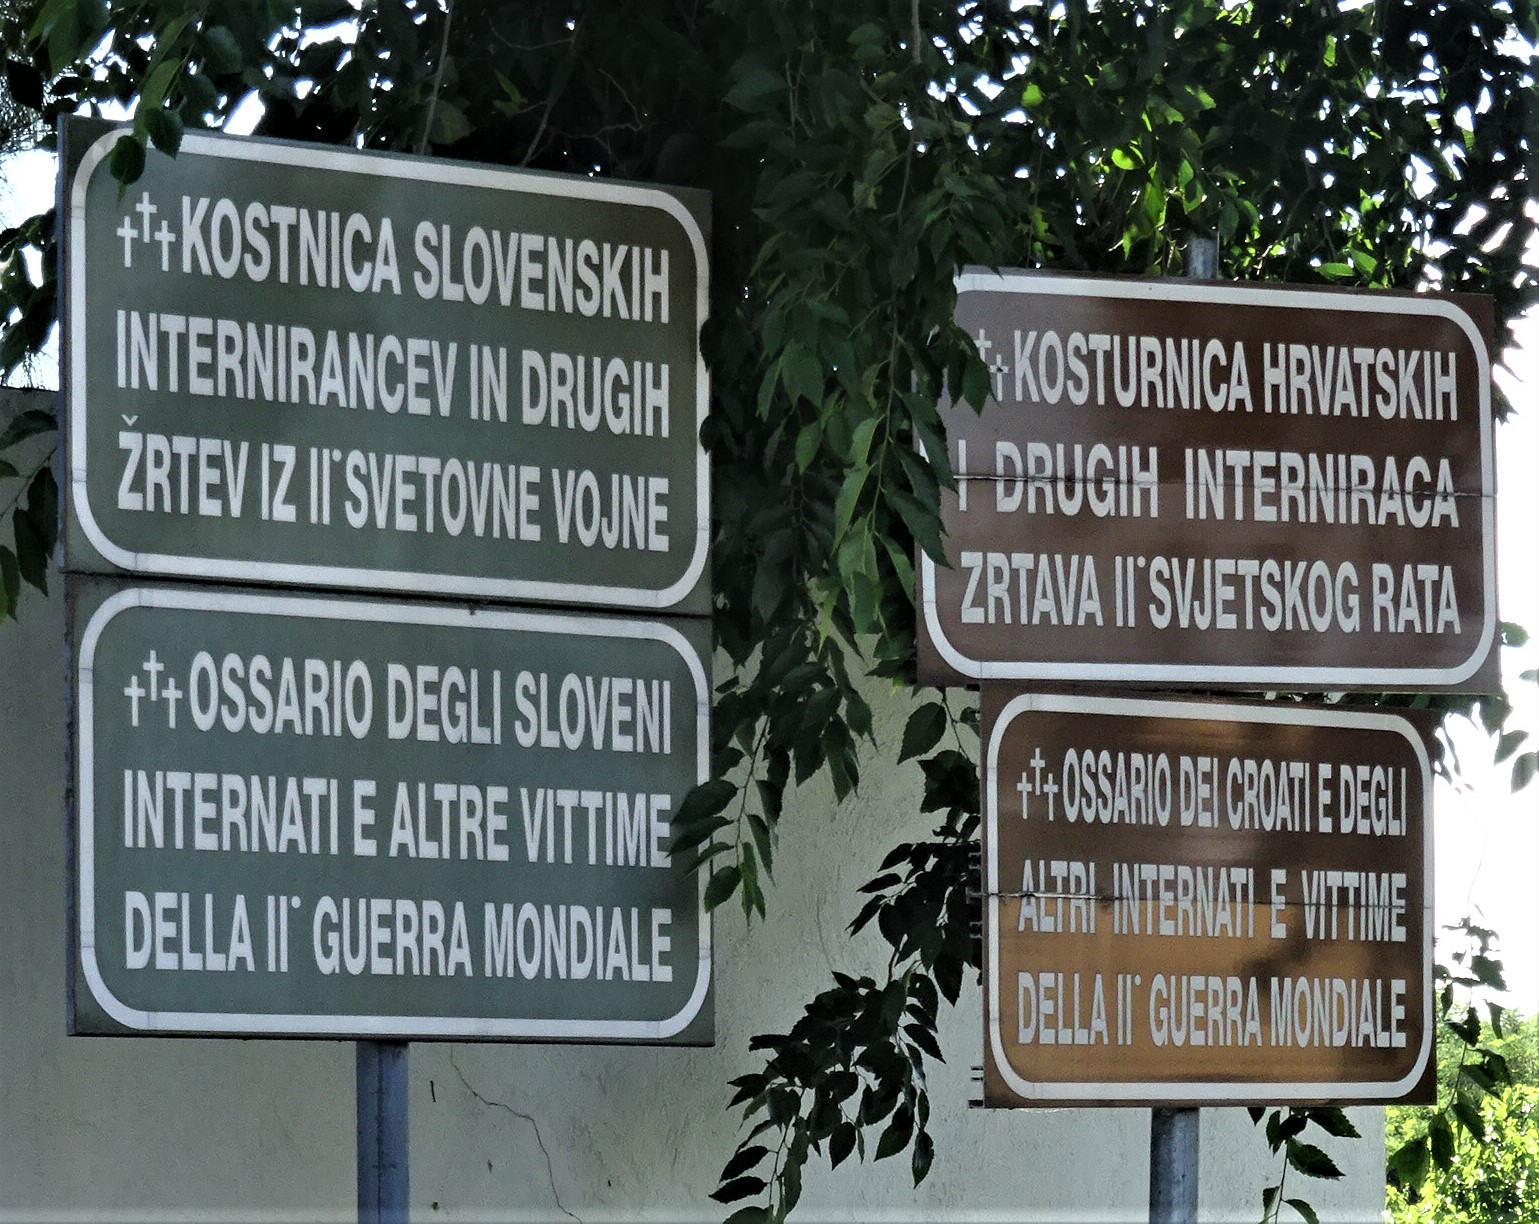 KOSTNICA SLOVENSKIH
INTERNIRANCEV IN DRUGIH
ŽRTEV IZ II° SVETOVNE VOJNE
OSSARIO DEGLI SLOVENI
INTERNATI E ALTRE VITTIME
DELLA II° GUERRA MONDIALE
KOSTURNICA HRVATSKIH
I DRUGIH INTERNIRACA
ZRTAVA II° SVJETSKOG RATA
OSSARIO DEI CROATI E DEGLI
ALTRI INTERNATI E VITTIME
DELLA II° GUERRA MONDIALE